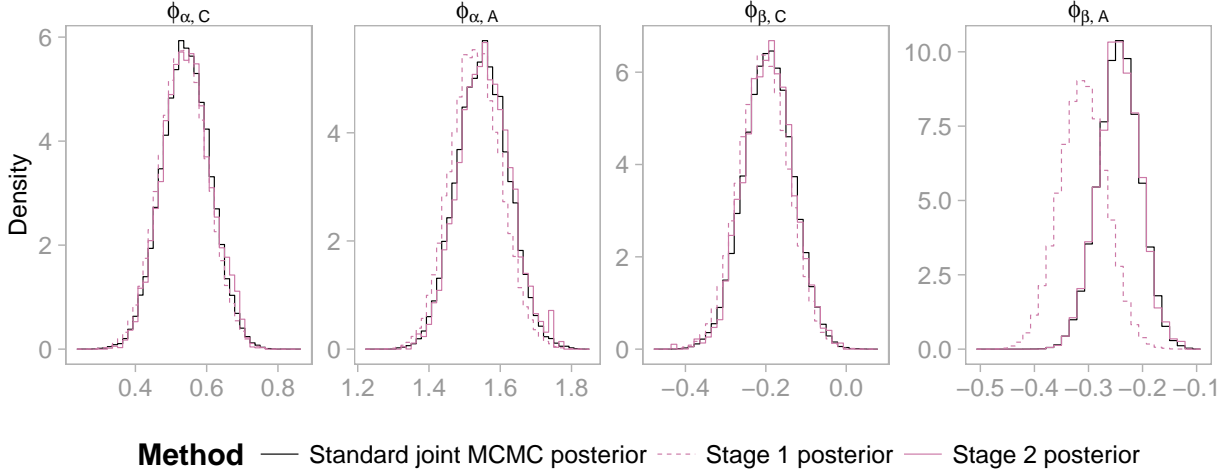 ϕα, C
ϕα, A
ϕβ, C
ϕβ, A
Density
6
4
2
0
0.4 0.6 0.8
4
2
0
1.2 1.4 1.6 1.8
6
4
2
0
−0.4 −0.2 0.0
10.0
7.5
5.0
2.5
0.0
−0.5 −0.4 −0.3 −0.2 −0.1
Method Standard joint MCMC posterior Stage 1 posterior Stage 2 posterior